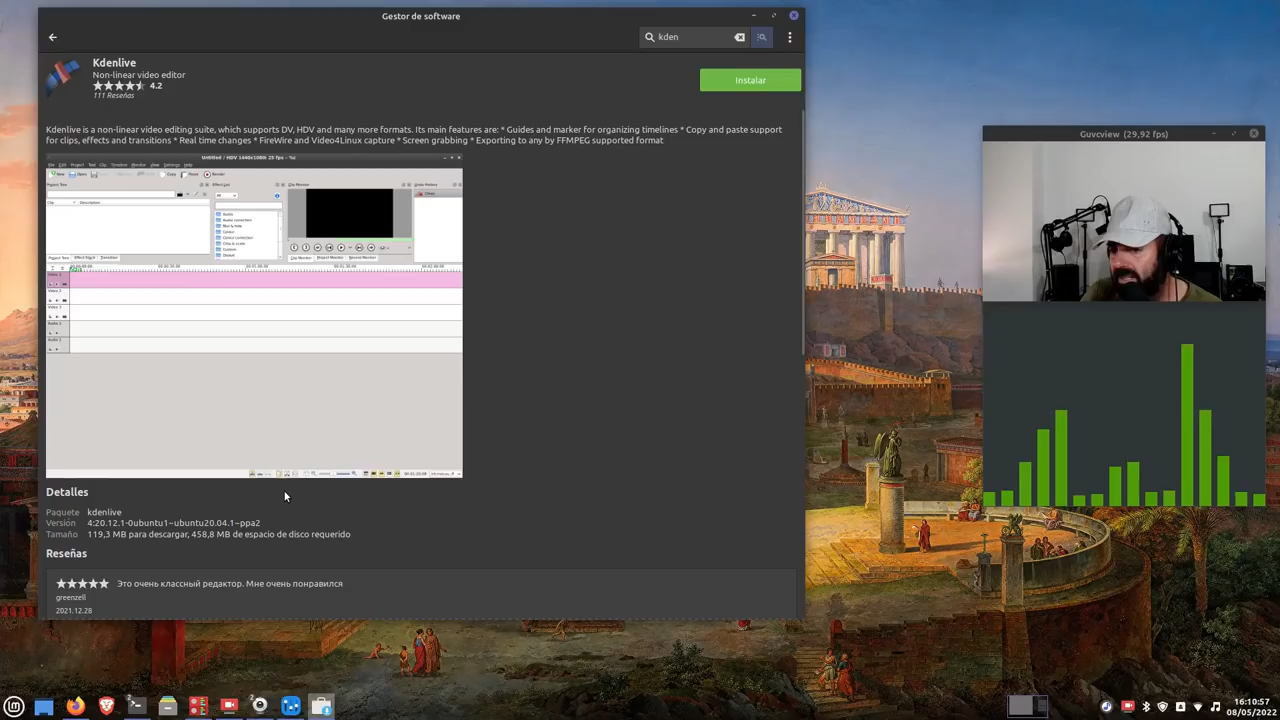 Gestor de software
kden
Kdenlive
Non-linear video editor
4.2
111 Reseñas
Instalar
Kdenlive is a non-linear video editing suite, which supports DV, HDV and many more formats. Its main features are: * Guides and marker for organizing timelines * Copy and paste support
for clips, effects and transitions * Real time changes * FireWire and Video4Linux capture * Screen grabbing * Exporting to any by FFMPEG supported format
Detalles
Paquete kdenlive
Versión 4:20.12.1-0ubuntu1~ubuntu20.04.1~ppa2
Tamaño 119,3 MB para descargar, 458,8 MB de espacio de disco requerido
Reseñas
Это очень классный редактор. Мне очень понравился
greenzell
2021.12.28
Guvcview (29,92 fps)
16:10:57
08/05/2022